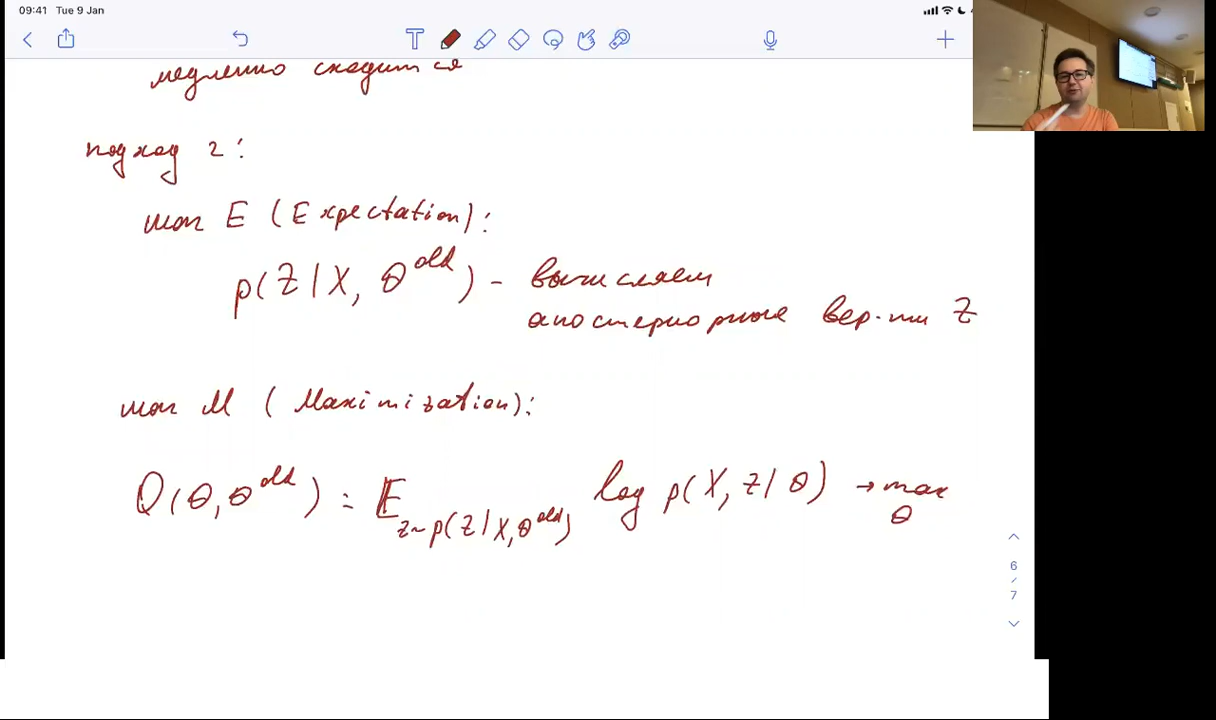 09:41 Tue 9 Jan
медленно сходится
подход 2:
шаг E (Expectation):
p(Z | X, θ^old) - вычисляем
апостериорные вер-ти Z
шаг M (Maximization):
Q(θ, θ^old) = E_{z~p(Z|X,θ^old)} log p(X, Z | θ) → max_θ
6
/
7